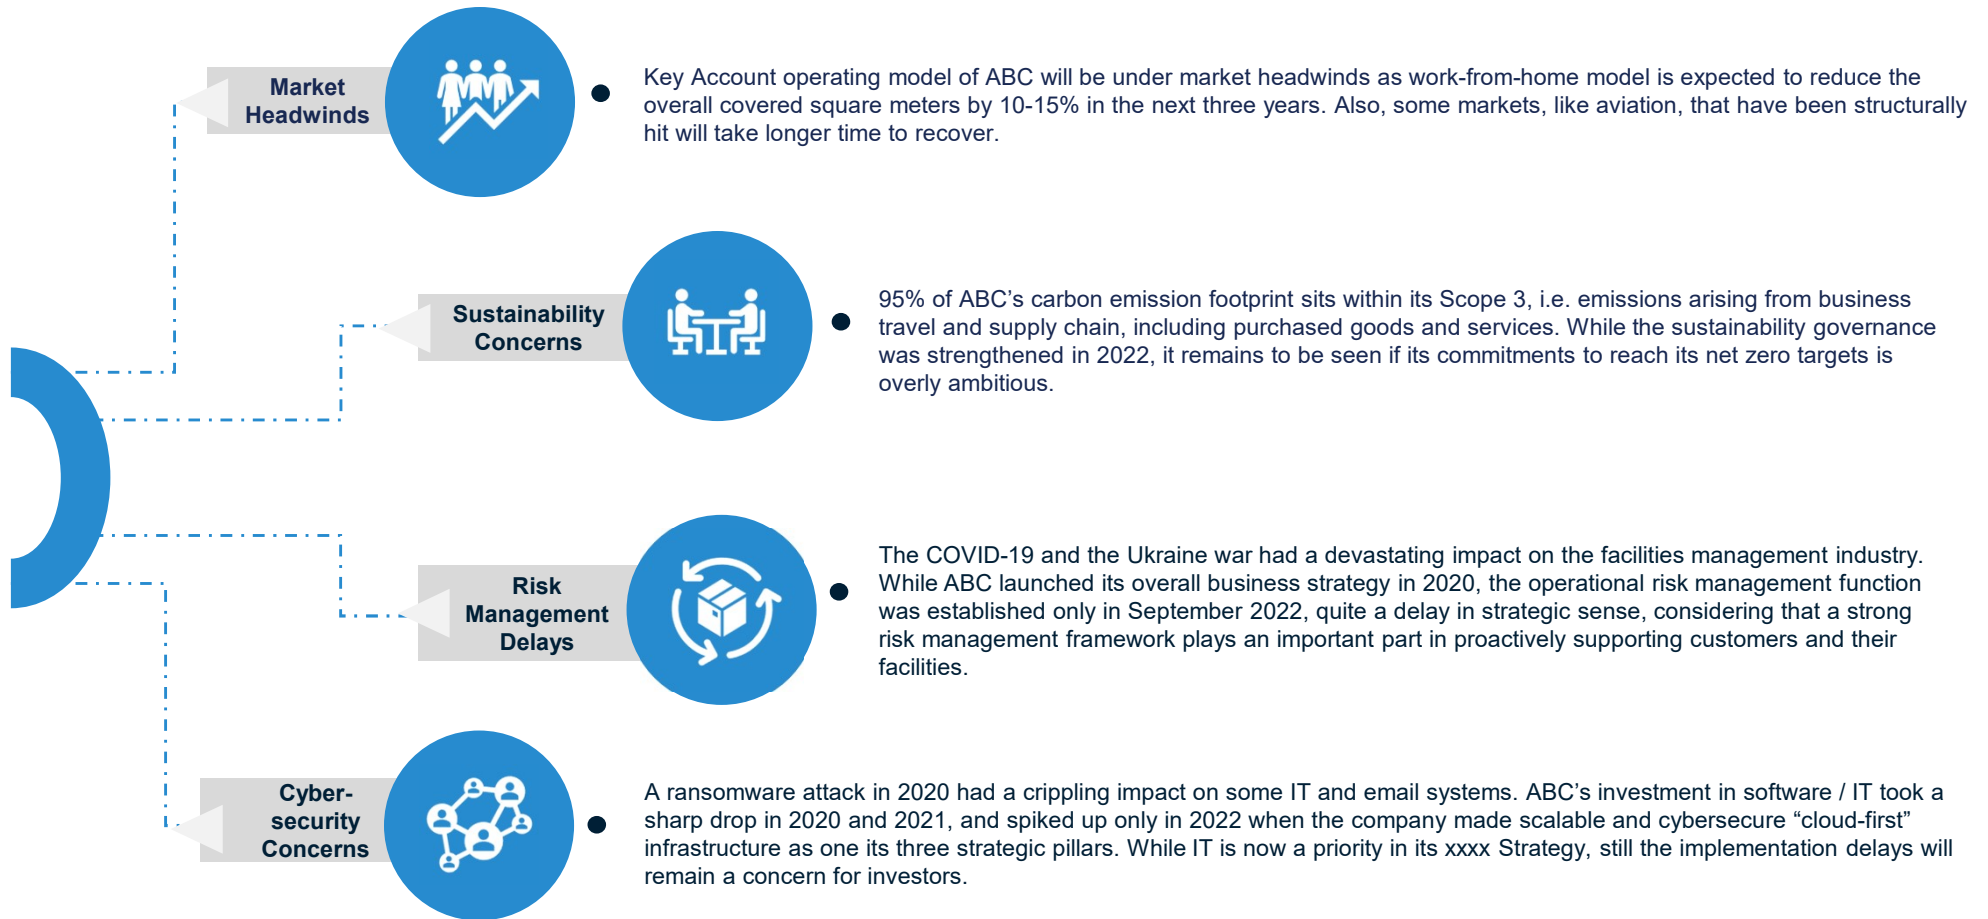 Market
Headwinds
Key Account operating model of ABC will be under market headwinds as work-from-home model is expected to reduce the
overall covered square meters by 10-15% in the next three years. Also, some markets, like aviation, that have been structurally
hit will take longer time to recover.
Sustainability
Concerns
95% of ABC’s carbon emission footprint sits within its Scope 3, i.e. emissions arising from business
travel and supply chain, including purchased goods and services. While the sustainability governance
was strengthened in 2022, it remains to be seen if its commitments to reach its net zero targets is
overly ambitious.
Risk
Management
Delays
The COVID-19 and the Ukraine war had a devastating impact on the facilities management industry.
While ABC launched its overall business strategy in 2020, the operational risk management function
was established only in September 2022, quite a delay in strategic sense, considering that a strong
risk management framework plays an important part in proactively supporting customers and their
facilities.
Cyber-
security
Concerns
A ransomware attack in 2020 had a crippling impact on some IT and email systems. ABC’s investment in software / IT took a
sharp drop in 2020 and 2021, and spiked up only in 2022 when the company made scalable and cybersecure “cloud-first”
infrastructure as one its three strategic pillars. While IT is now a priority in its xxxx Strategy, still the implementation delays will
remain a concern for investors.